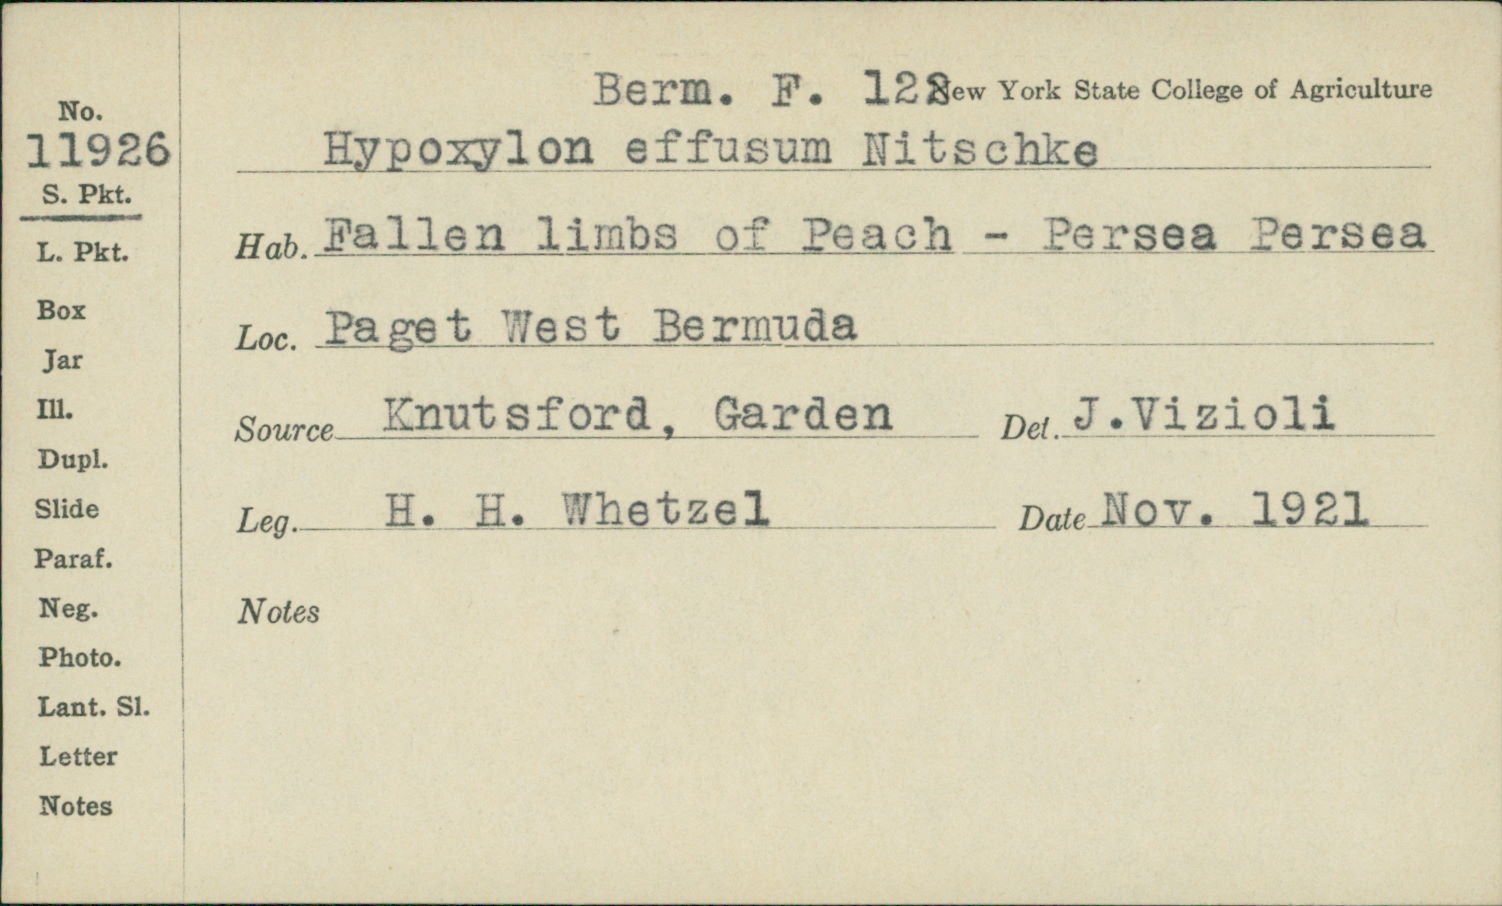 Berm. F. 128 New York State College of Agriculture
No.
11926
Hypoxylon effusum Nitschke
S. Pkt.
Hab. Fallen limbs of Peach - Persea Persea
L. Pkt.
Box
Loc. Paget West Bermuda
Jar
Ill.
Source Knutsford, Garden Det. J.Vizioli
Dupl.
Slide
Leg. H. H. Whetzel Date Nov. 1921
Paraf.
Neg.
Notes
Photo.
Lant. Sl.
Letter
Notes